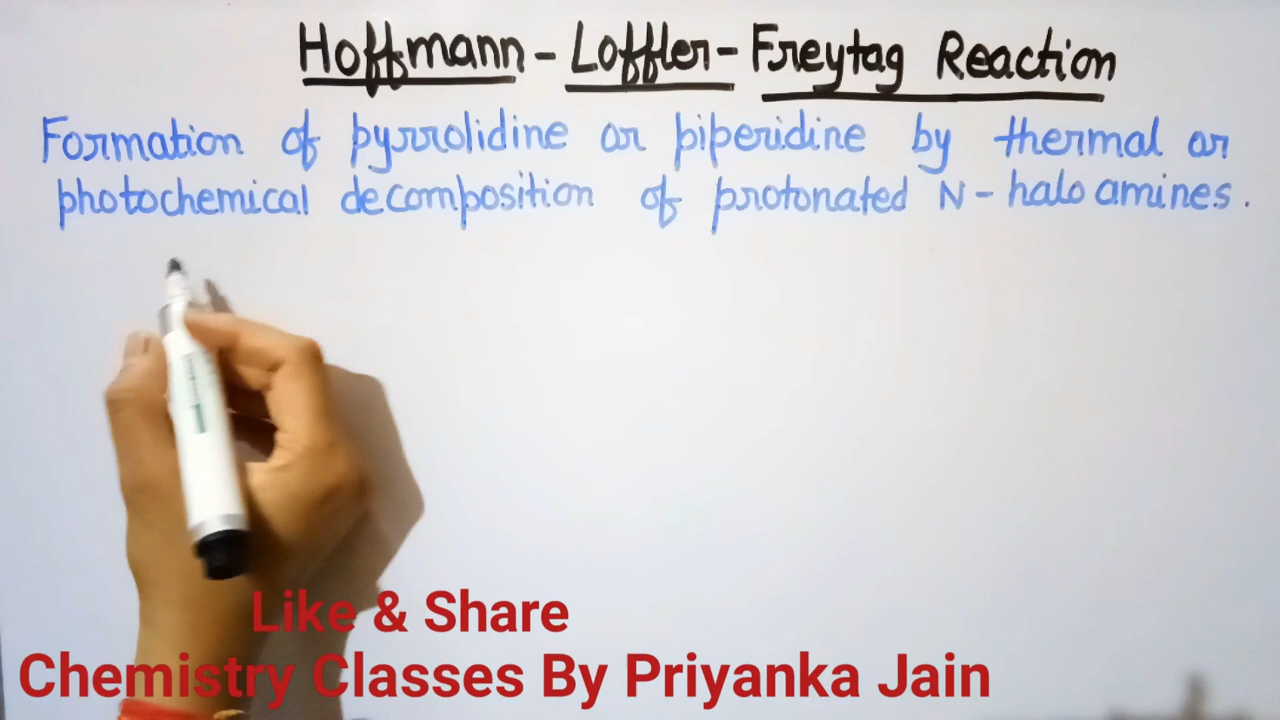 Hoffmann - Loffler - Freytag Reaction
Formation of pyrrolidine or piperidine by thermal or
photochemical decomposition of protonated N - halo amines.
Like & Share
Chemistry Classes By Priyanka Jain